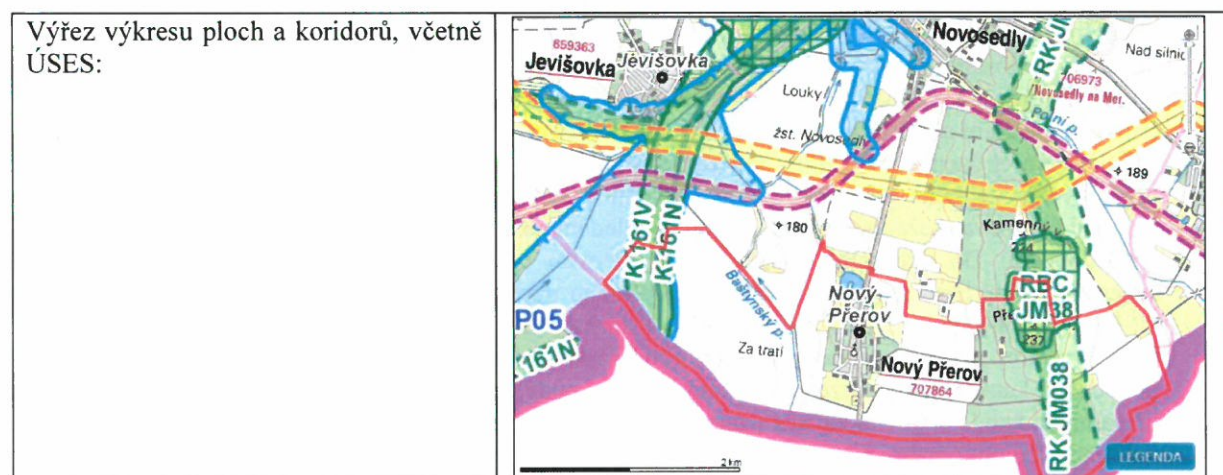 Výřez výkresu ploch a koridorů, včetně
ÚSES:
659363
Jevišovka
Jevišovka
Novosedly
RK JM
Nad silnic
706973
Novosedly na Mor.
Louky
Polní p.
žst. Novosedly
189
K 161V
K 161N
180
Kamenný v.
RBC
JM38
Baštýnský p.
Nový
Přerov
P05
161N
Za tratí
237
Nový Přerov
707864
RK JM038
LEGENDA
2 km